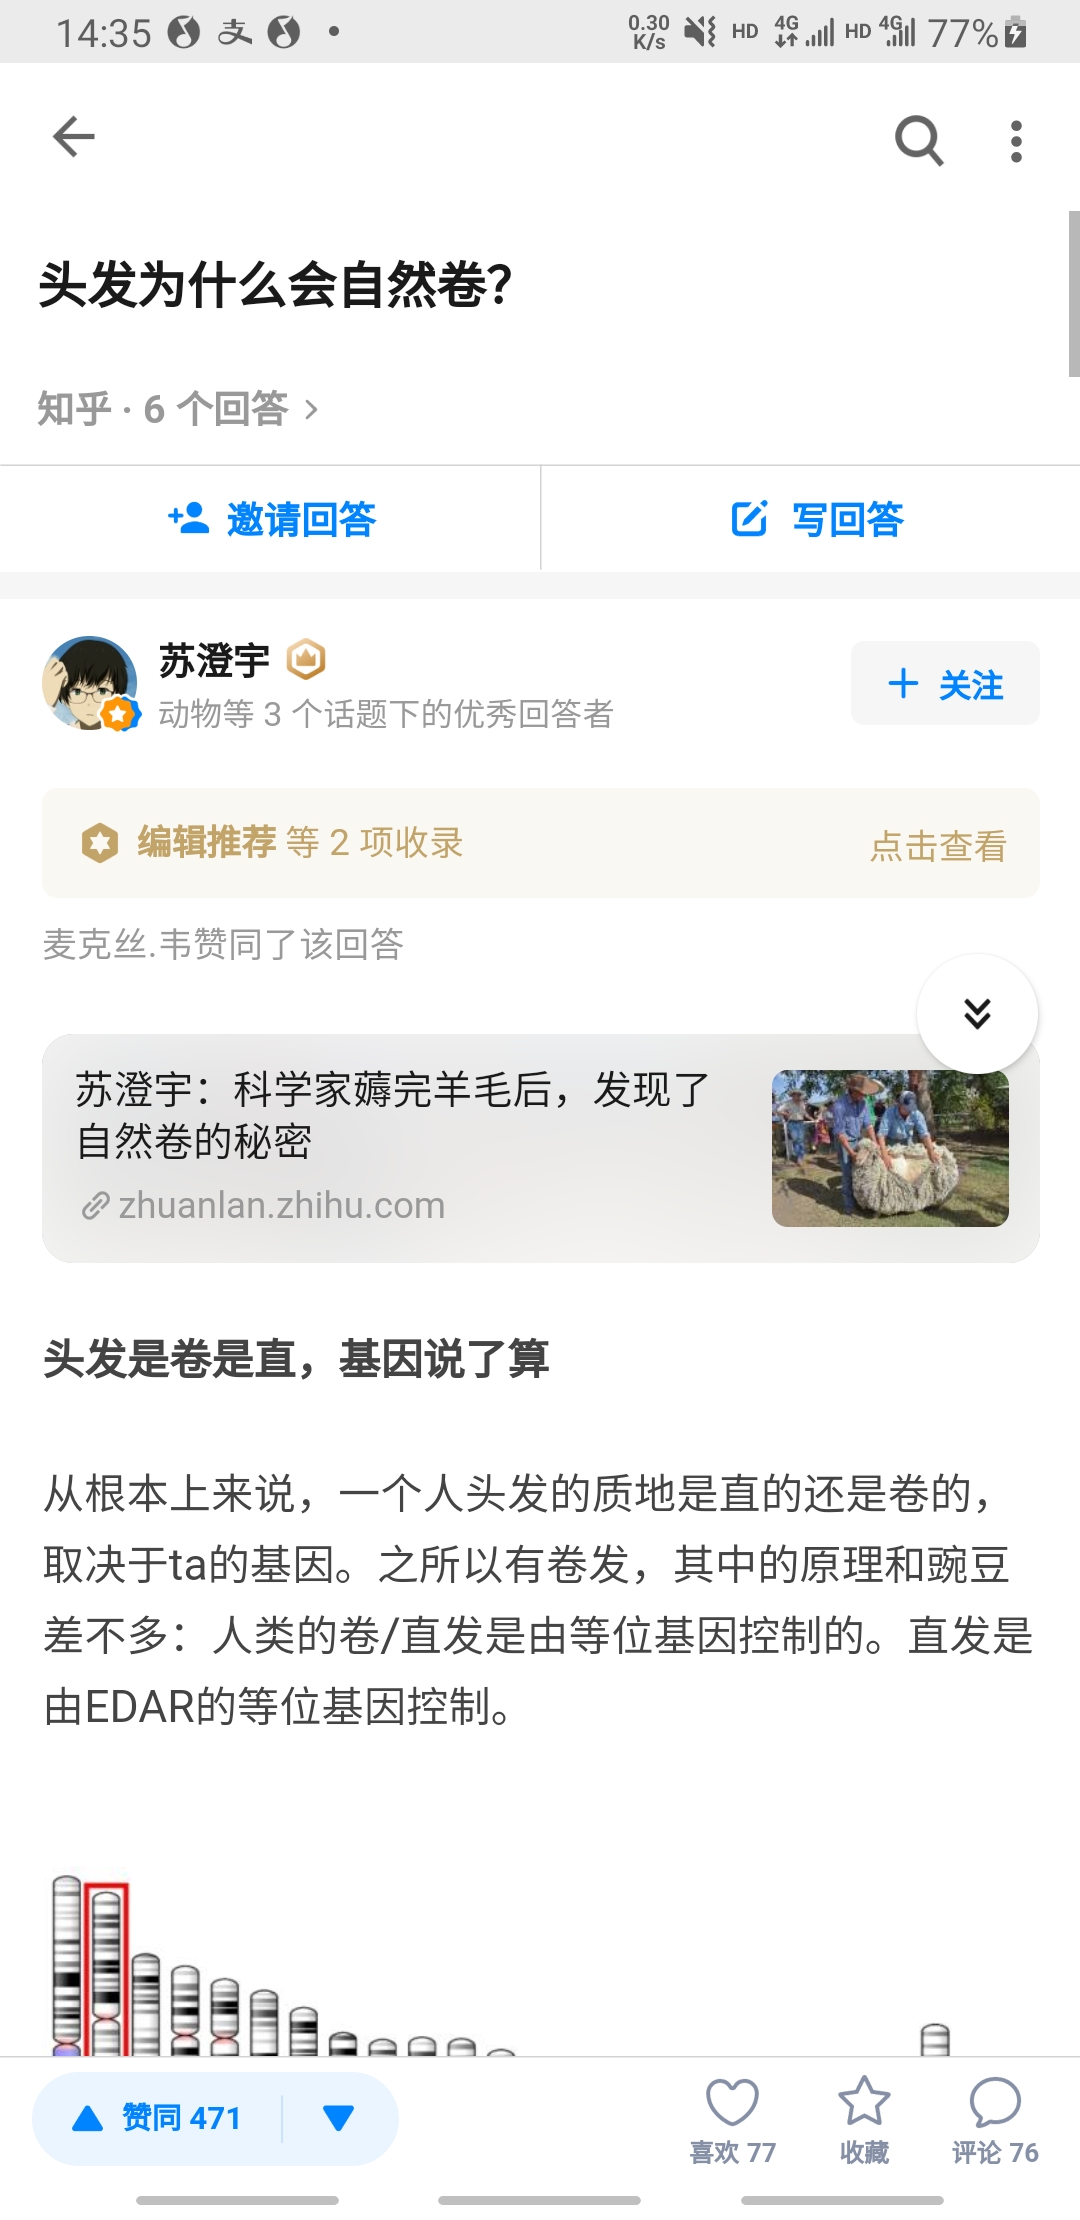 14:35
0.30
K/s
HD 4G HD 4G 77%
头发为什么会自然卷?
知乎 · 6 个回答
邀请回答
写回答
苏澄宇
动物等 3 个话题下的优秀回答者
关注
编辑推荐 等 2 项收录
点击查看
麦克丝.韦赞同了该回答
苏澄宇：科学家薅完羊毛后，发现了
自然卷的秘密
zhuanlan.zhihu.com
头发是卷是直，基因说了算
从根本上来说，一个人头发的质地是直的还是卷的，
取决于ta的基因。之所以有卷发，其中的原理和豌豆
差不多：人类的卷/直发是由等位基因控制的。直发是
由EDAR的等位基因控制。
赞同 471
喜欢 77
收藏
评论 76